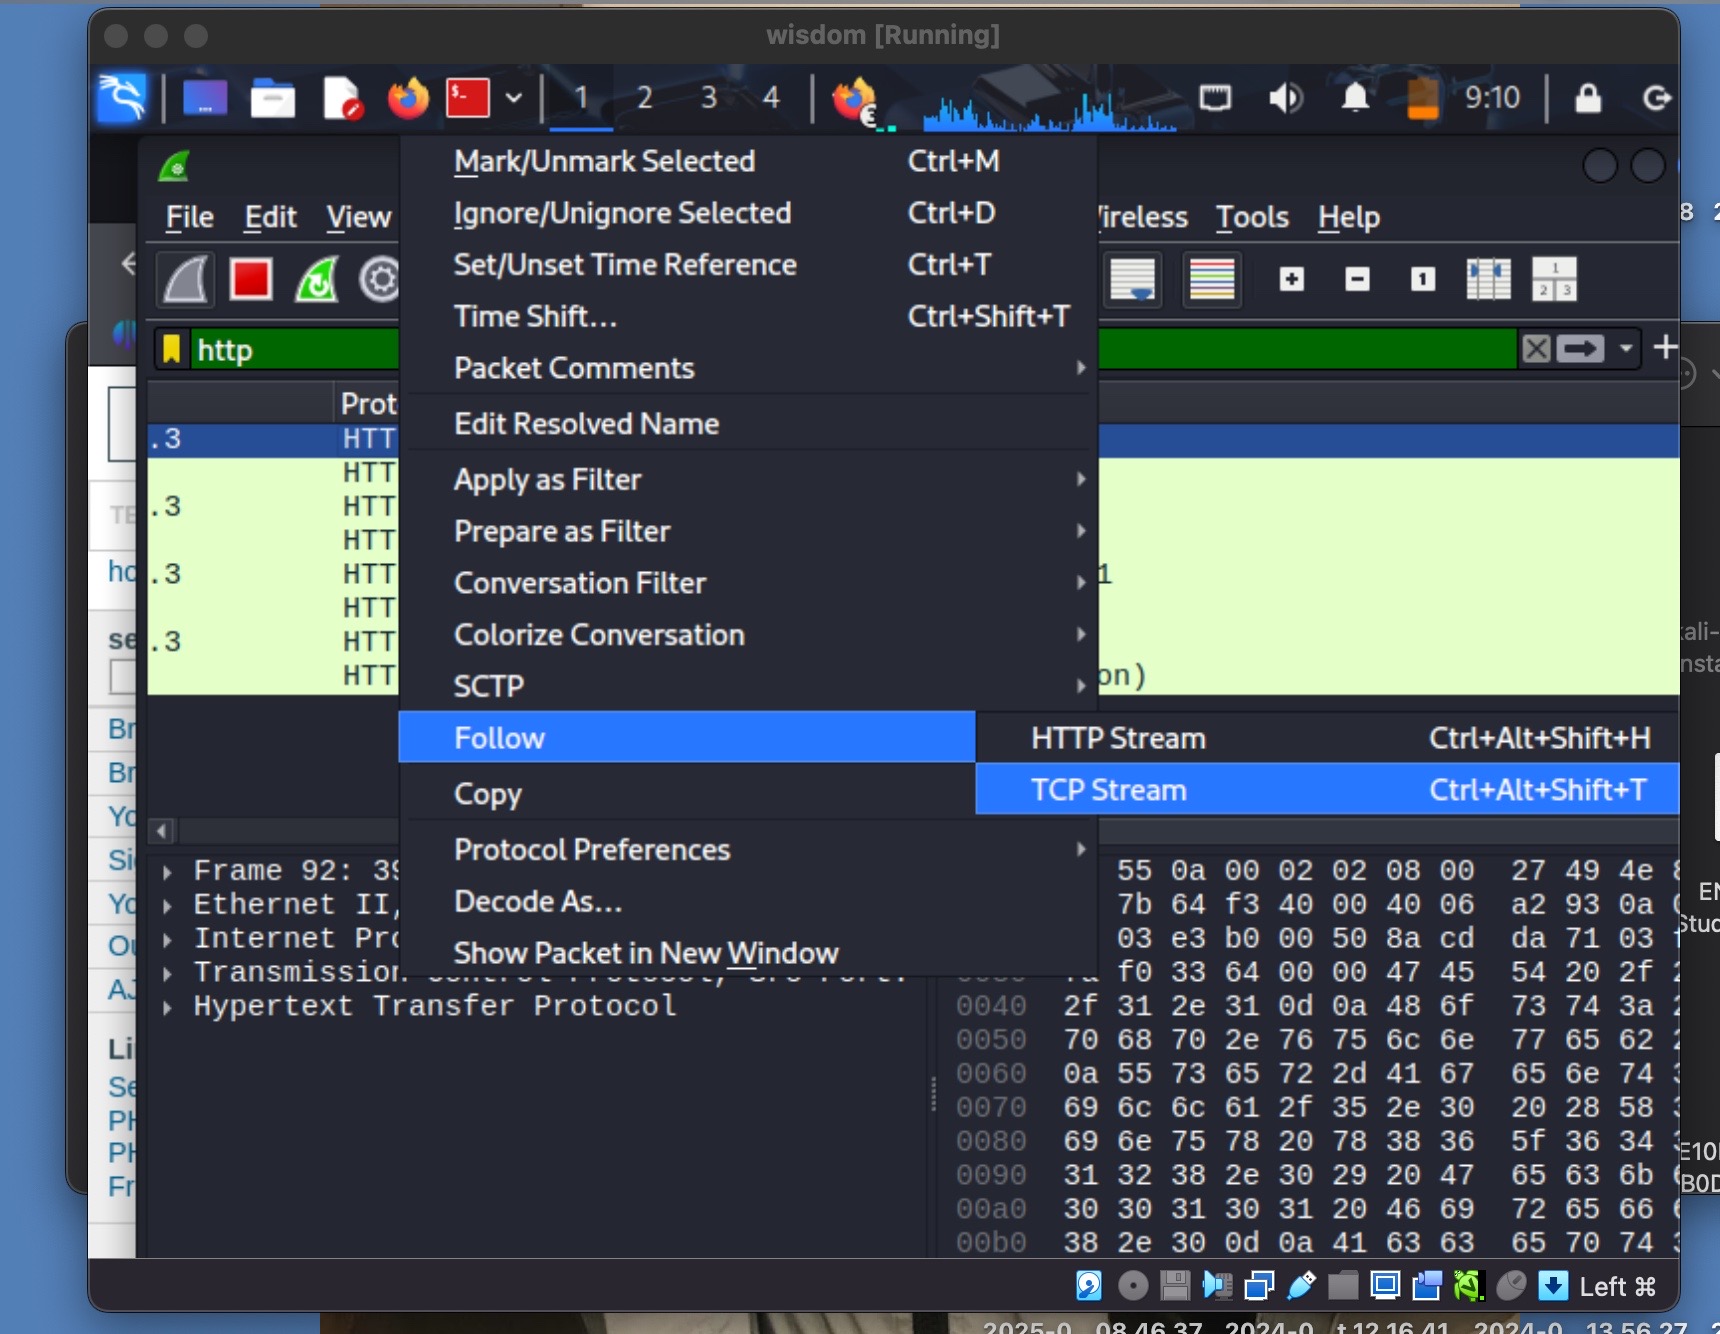 wisdom [Running]
1 2 3 4 9:10
File Edit View Wireless Tools Help
http
Prot
Mark/Unmark Selected Ctrl+M
Ignore/Unignore Selected Ctrl+D
Set/Unset Time Reference Ctrl+T
Time Shift... Ctrl+Shift+T
Packet Comments
Edit Resolved Name
Apply as Filter
Prepare as Filter
Conversation Filter
Colorize Conversation
SCTP
Follow
Copy
Protocol Preferences
Decode As...
Show Packet in New Window
HTTP Stream Ctrl+Alt+Shift+H
TCP Stream Ctrl+Alt+Shift+T
.3 HTT
HTT
.3 HTT
HTT
.3 HTT 1
HTT
.3 HTT
HTT on)
Frame 92: 39
Ethernet II,
Internet Pro
Transmission
Hypertext Transfer Protocol
55 0a 00 02 02 08 00 27 49 4e
7b 64 f3 40 00 40 06 a2 93 0a
03 e3 b0 00 50 8a cd da 71 03
f0 33 64 00 00 47 45 54 20 2f
0040 2f 31 2e 31 0d 0a 48 6f 73 74 3a
0050 70 68 70 2e 76 75 6c 6e 77 65 62
0060 0a 55 73 65 72 2d 41 67 65 6e 74
0070 69 6c 6c 61 2f 35 2e 30 20 28 58
0080 69 6e 75 78 20 78 38 36 5f 36 34
0090 31 32 38 2e 30 29 20 47 65 63 6b
00a0 30 30 31 30 31 20 46 69 72 65 66
00b0 38 2e 30 0d 0a 41 63 63 65 70 74
Left ⌘